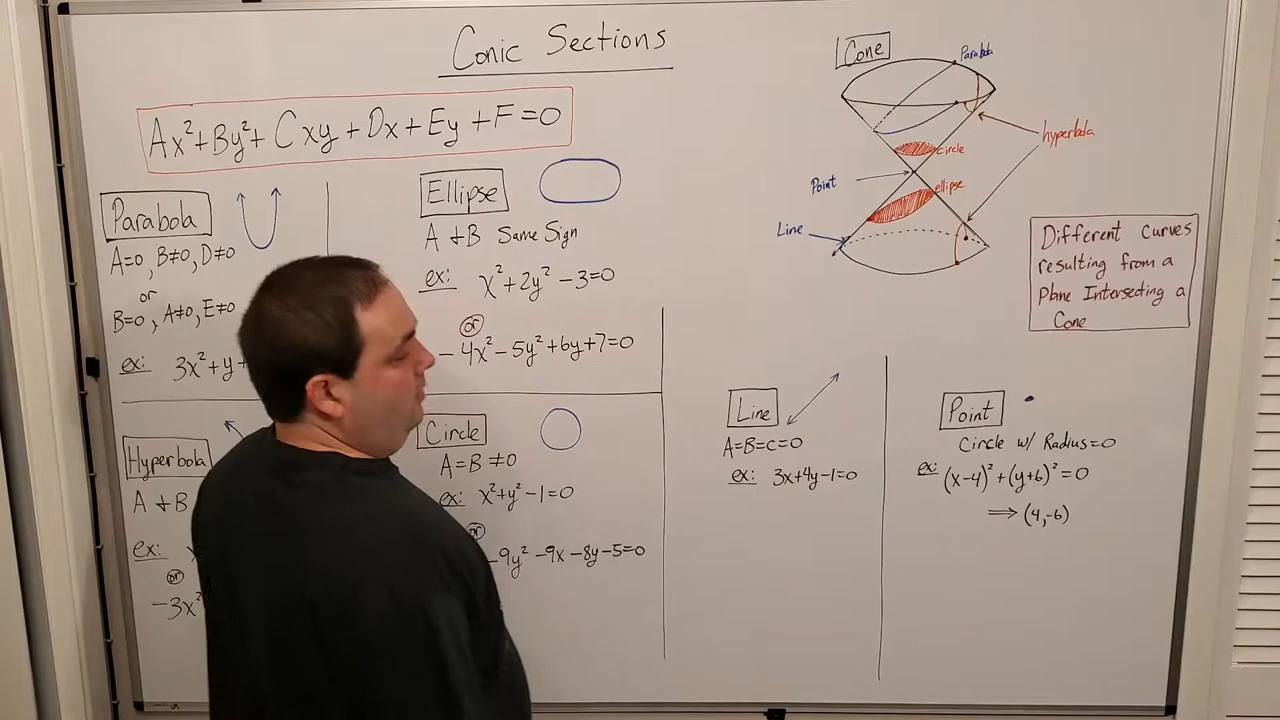 Conic Sections
Ax²+By²+Cxy+Dx+Ey+F=0
Parabola
A=0, B≠0, D≠0
or
B=0, A≠0, E≠0
ex: 3x²+y+
Ellipse
A + B Same Sign
ex: x²+2y²-3=0
or
-4x²-5y²+6y+7=0
Hyperbola
A + B
ex:
or
-3x²
Circle
A=B≠0
ex: x²+y²-1=0
or
-9y²-9x-8y-5=0
Cone
Parabola
hyperbola
circle
Point
ellipse
Line
Different curves
resulting from a
Plane Intersecting a
Cone
Line
A=B=C=0
ex: 3x+4y-1=0
Point
Circle w/ Radius=0
ex: (x-4)²+(y+6)²=0
⟹(4,-6)